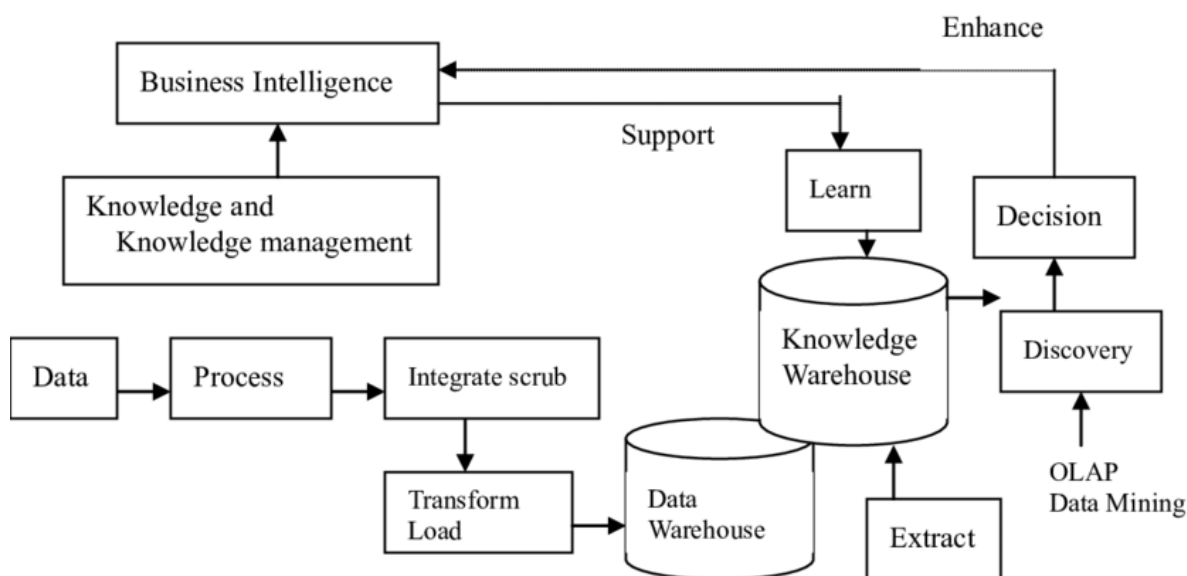 Enhance
Business Intelligence
Support
Learn
Knowledge and
Knowledge management
Decision
Knowledge
Warehouse
Discovery
Data
Process
Integrate scrub
OLAP
Data Mining
Transform
Load
Data
Warehouse
Extract